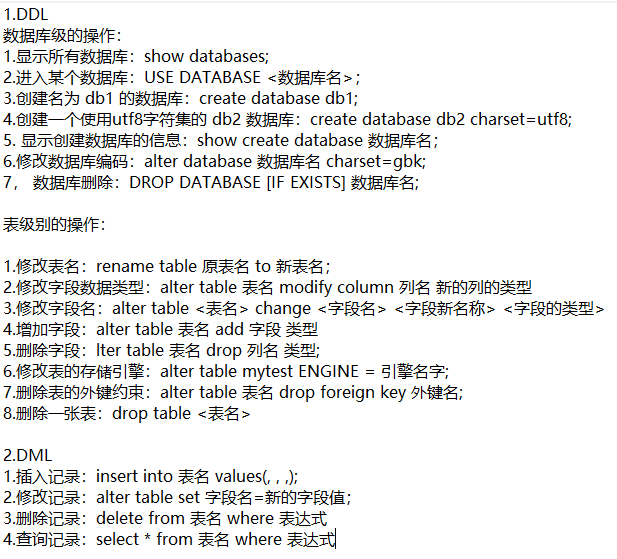 1.DDL
数据库级的操作：
1.显示所有数据库：show databases;
2.进入某个数据库：USE DATABASE <数据库名>；
3.创建名为 db1 的数据库：create database db1;
4.创建一个使用utf8字符集的 db2 数据库：create database db2 charset=utf8;
5. 显示创建数据库的信息：show create database 数据库名；
6.修改数据库编码：alter database 数据库名 charset=gbk;
7， 数据库删除：DROP DATABASE [IF EXISTS] 数据库名;
表级别的操作：
1.修改表名：rename table 原表名 to 新表名；
2.修改字段数据类型：alter table 表名 modify column 列名 新的列的类型
3.修改字段名：alter table <表名> change <字段名> <字段新名称> <字段的类型>
4.增加字段：alter table 表名 add 字段 类型
5.删除字段：lter table 表名 drop 列名 类型;
6.修改表的存储引擎：alter table mytest ENGINE = 引擎名字;
7.删除表的外键约束：alter table 表名 drop foreign key 外键名;
8.删除一张表：drop table <表名>
2.DML
1.插入记录：insert into 表名 values(, , ,);
2.修改记录：alter table set 字段名=新的字段值；
3.删除记录：delete from 表名 where 表达式
4.查询记录：select * from 表名 where 表达式